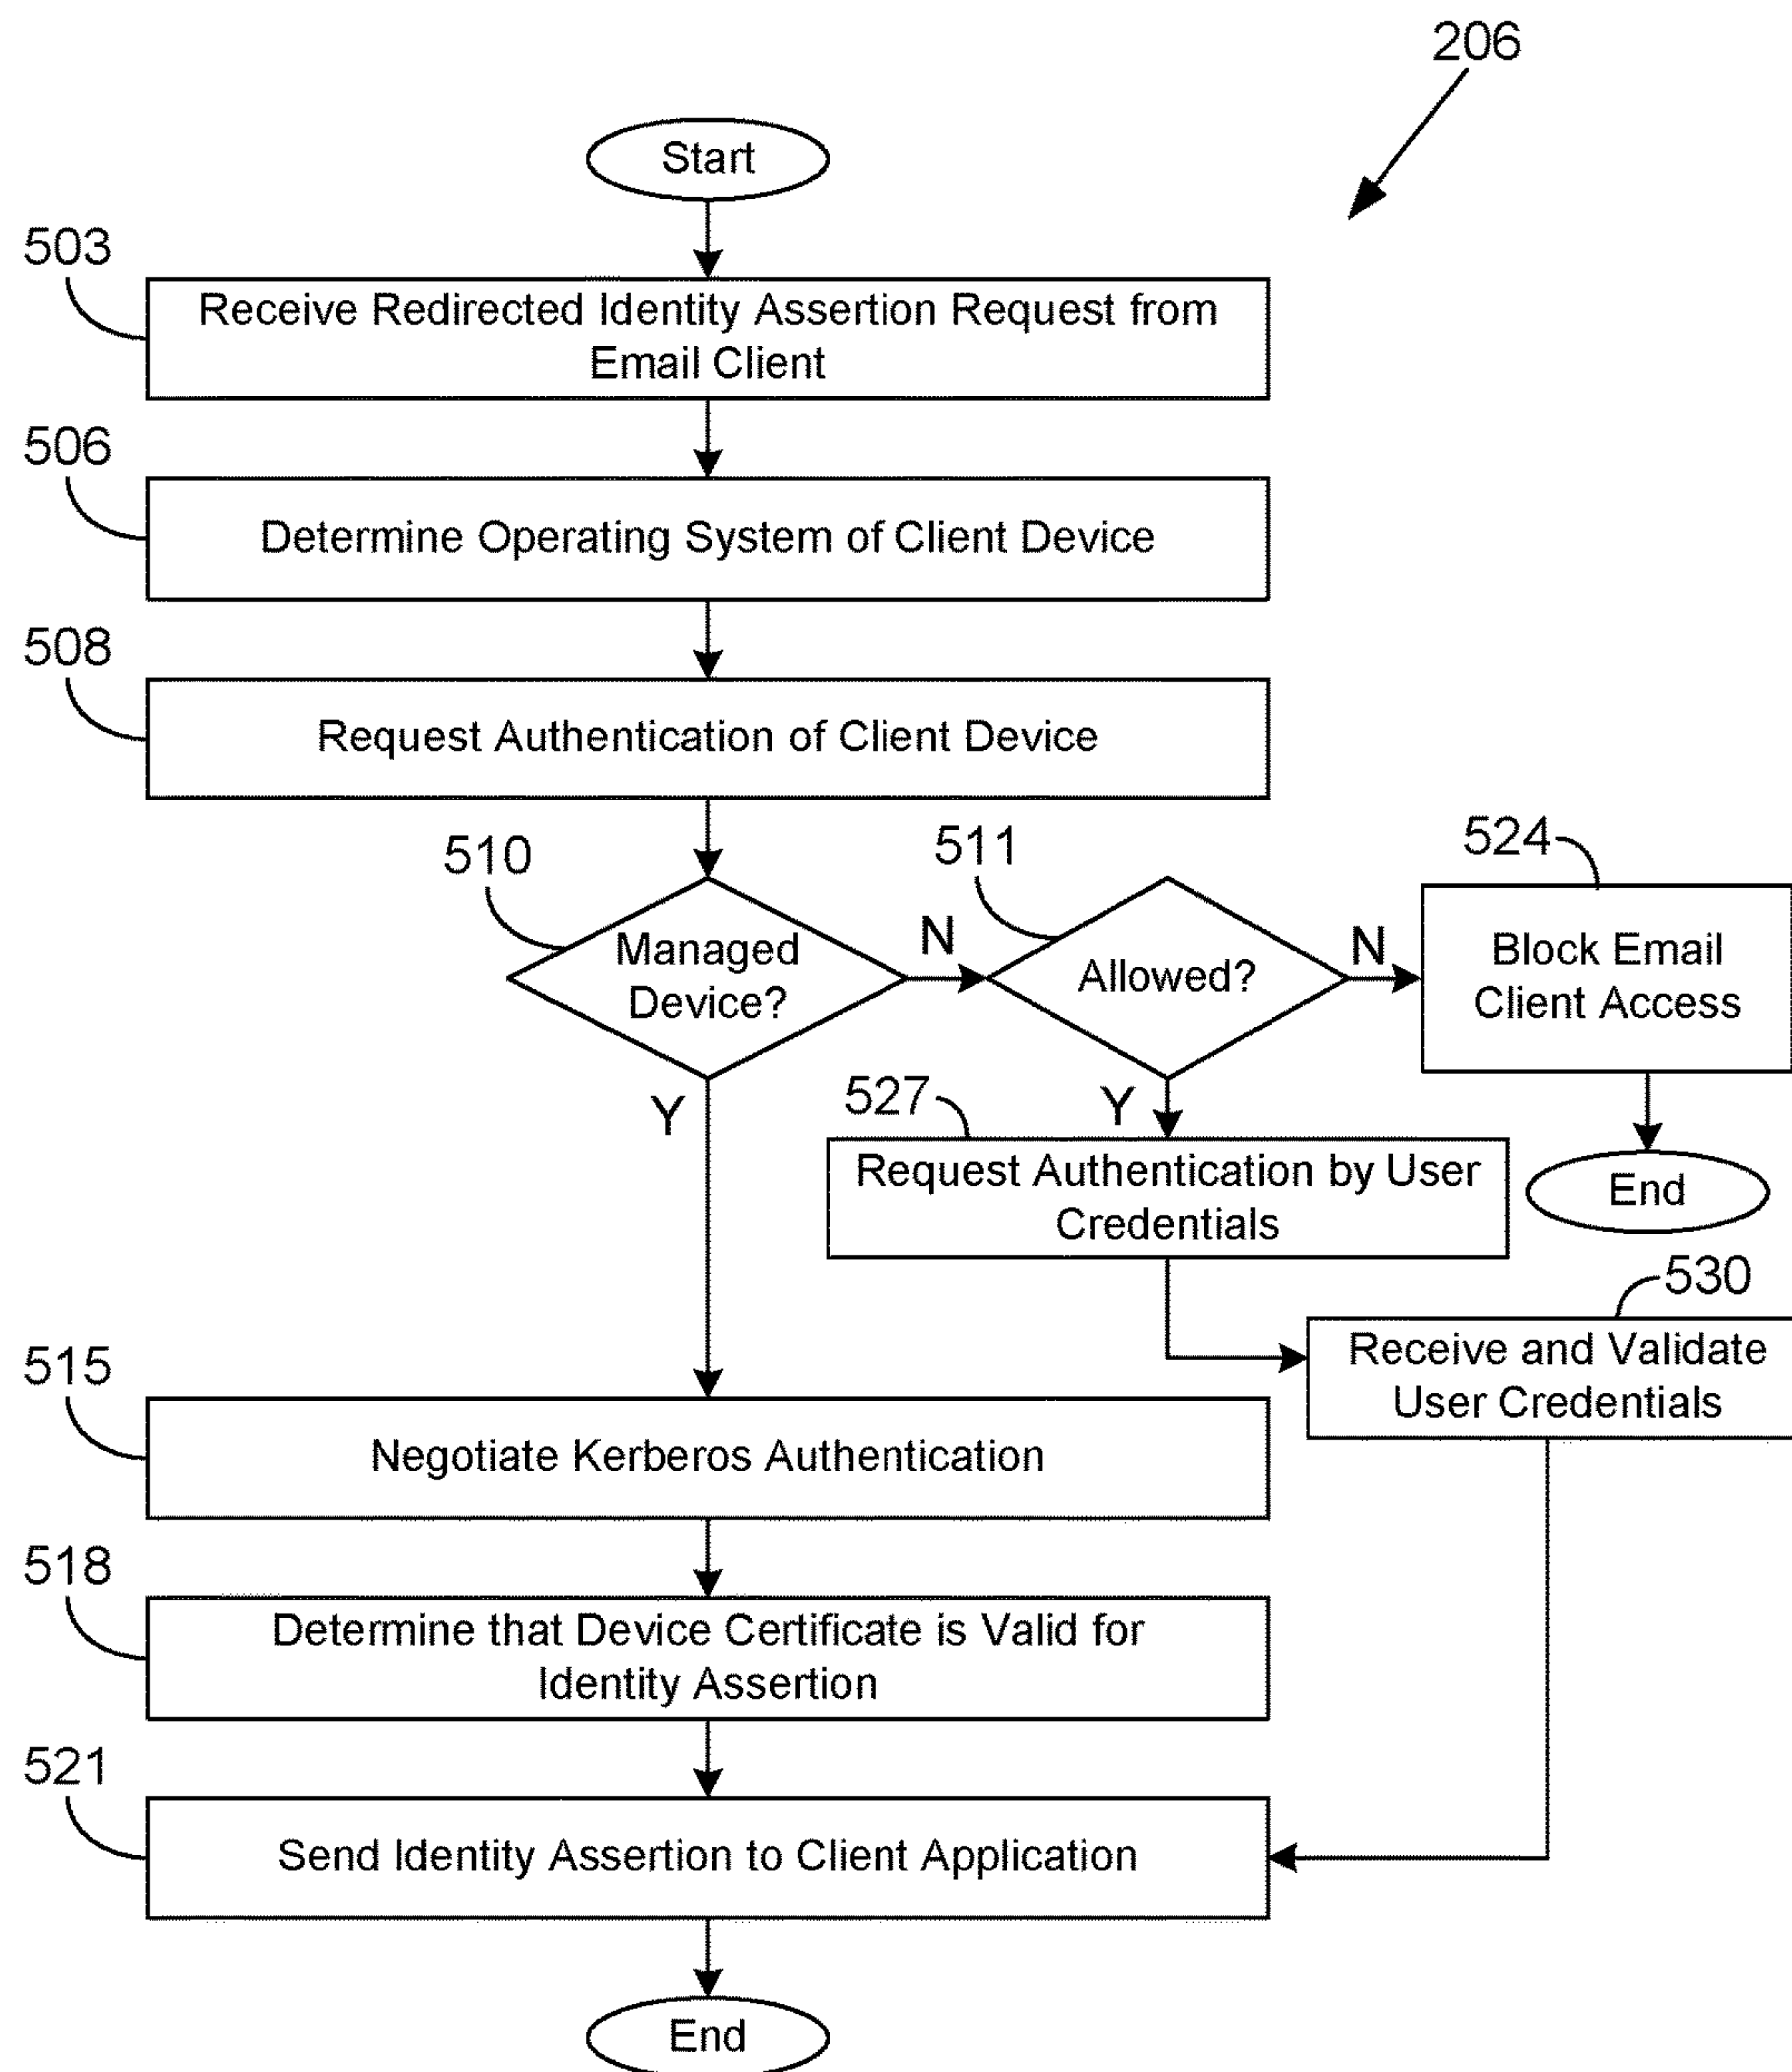 206
Start
503
Receive Redirected Identity Assertion Request from
Email Client
506
Determine Operating System of Client Device
508
Request Authentication of Client Device
510
Managed
Device?
N
511
Allowed?
N
524
Block Email
Client Access
Y
Y
527
Request Authentication by User
Credentials
End
530
Receive and Validate
User Credentials
515
Negotiate Kerberos Authentication
518
Determine that Device Certificate is Valid for
Identity Assertion
521
Send Identity Assertion to Client Application
End